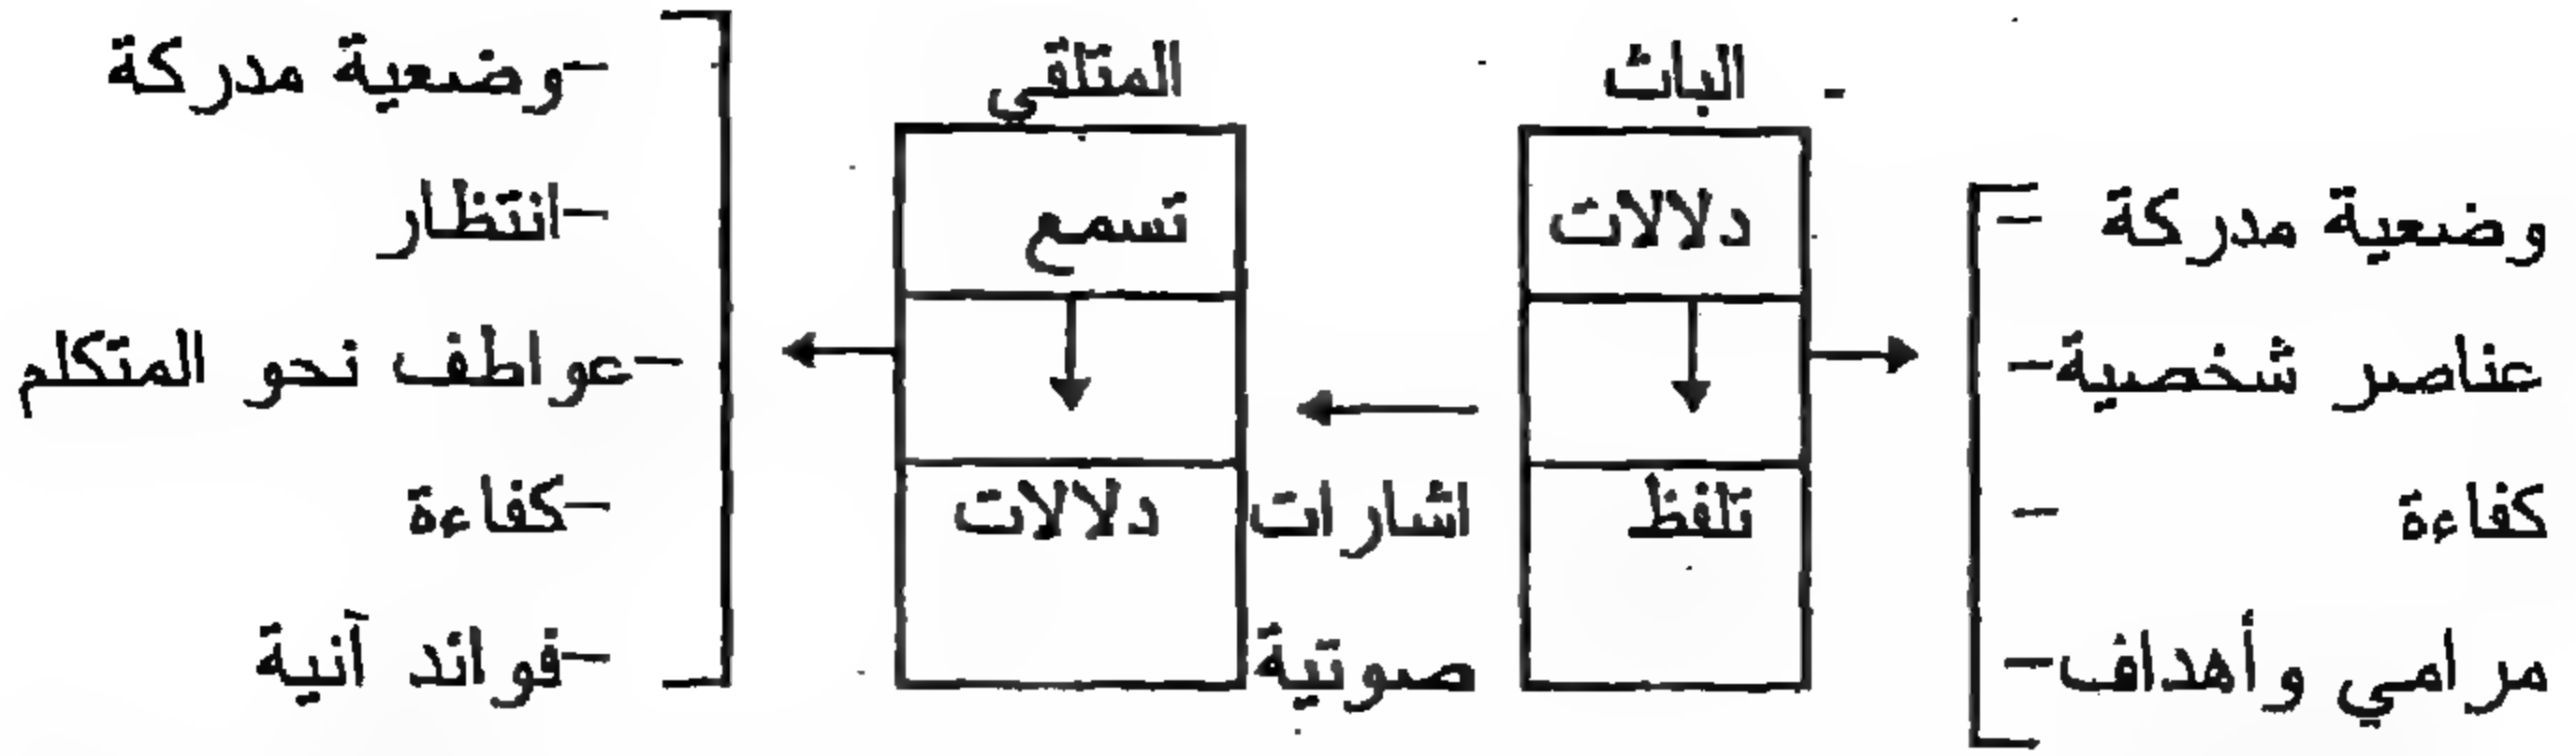 الباث
دلالات
تلفظ
وضعية مدركة -
عناصر شخصية-
كفاءة -
مرامي وأهداف-
اشارات
صوتية
المتلقي
تسمع
دلالات
-وضعية مدركة
-انتظار
-عواطف نحو المتكلم
-كفاءة
-فوائد آنية